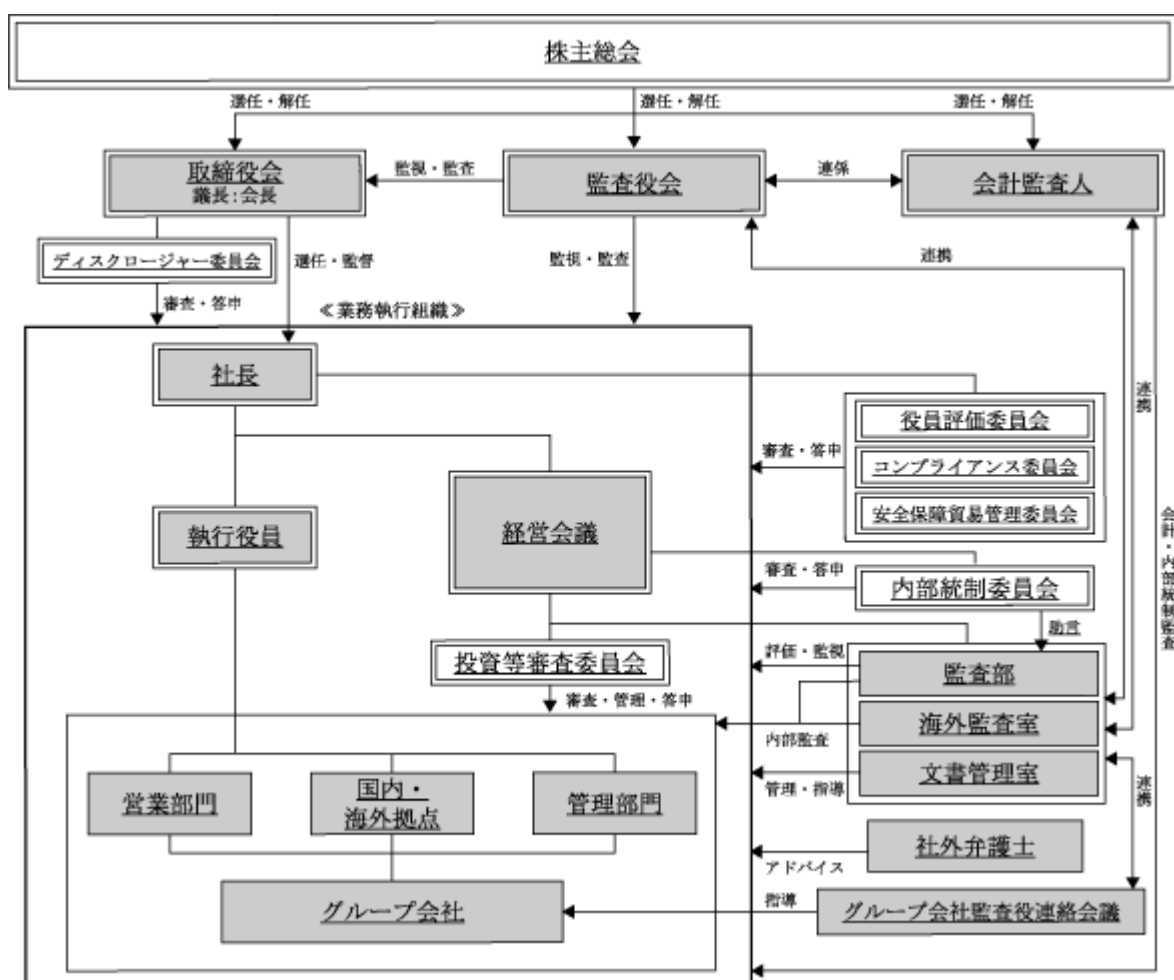 株主総会
選任・解任
選任・解任
選任・解任
取締役会
議長:会長
監視・監査
監査役会
連係
会計監査人
ディスクロージャー委員会
選任・監督
監視・監査
連携
審査・答申
≪業務執行組織≫
社長
連携
役員評価委員会
審査・答申
コンプライアンス委員会
安全保障貿易管理委員会
執行役員
経営会議
会計・内部統制監査
審査・答申
内部統制委員会
助言
投資等審査委員会
評価・監視
監査部
審査・管理・答申
海外監査室
内部監査
文書管理室
管理・指導
連携
営業部門
国内・
海外拠点
管理部門
社外弁護士
アドバイス
グループ会社
指導
グループ会社監査役連絡会議